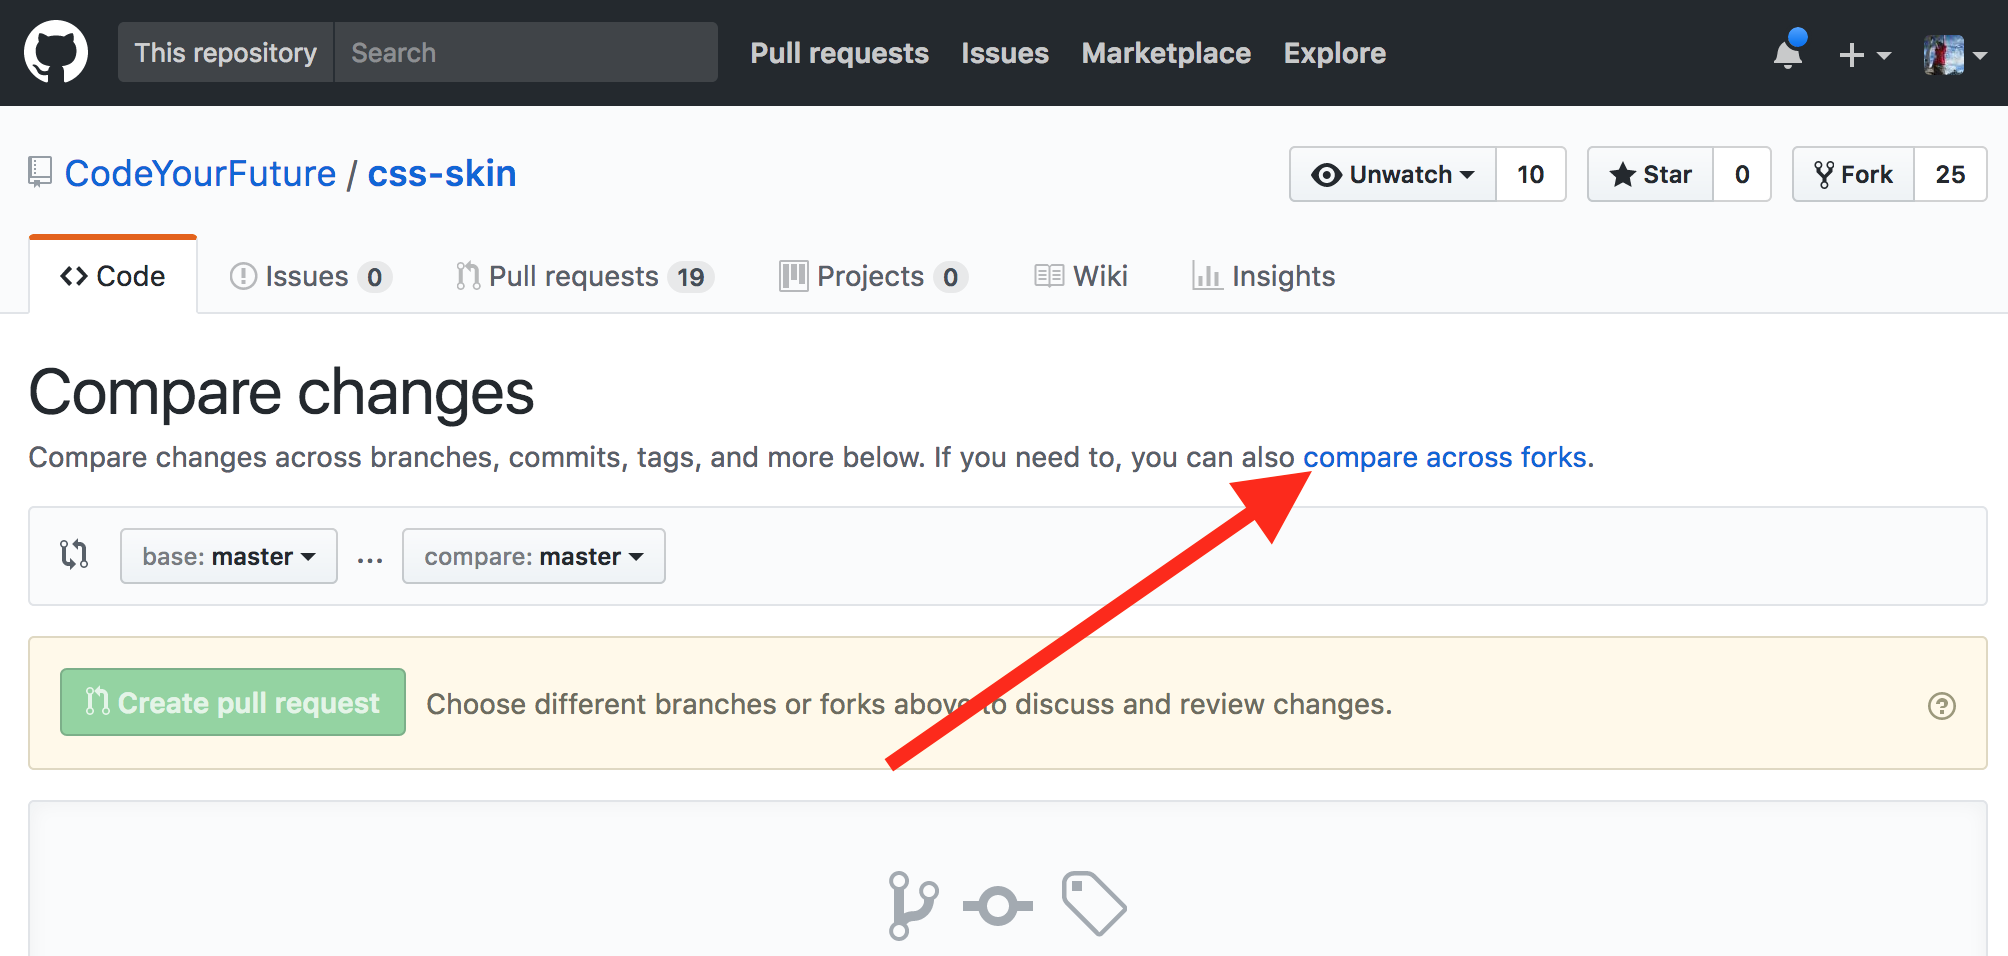 This repository Search Pull requests Issues Marketplace Explore
CodeYourFuture / css-skin Unwatch 10 Star 0 Fork 25
Code Issues 0 Pull requests 19 Projects 0 Wiki Insights
Compare changes
Compare changes across branches, commits, tags, and more below. If you need to, you can also compare across forks.
base: master ... compare: master
Create pull request Choose different branches or forks above to discuss and review changes.